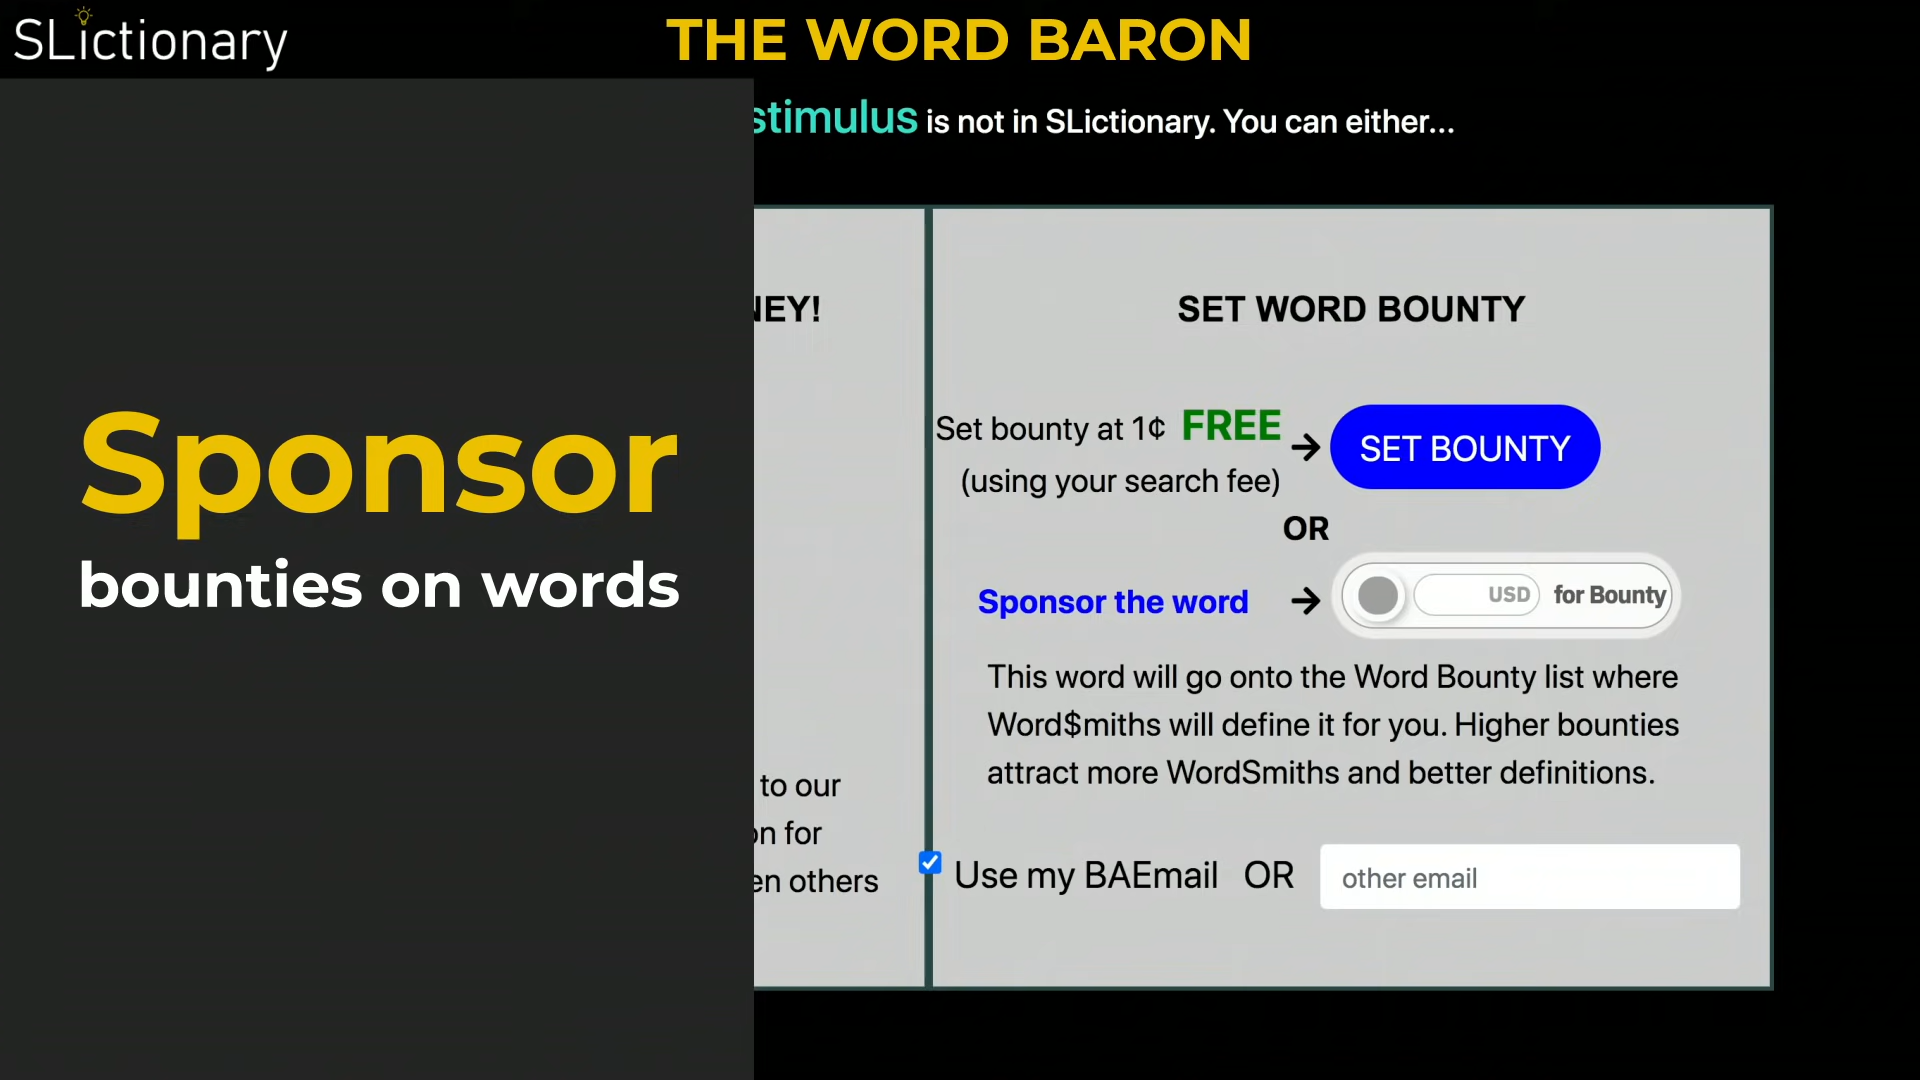 SLictionary
THE WORD BARON
stimulus is not in SLictionary. You can either...
Sponsor
bounties on words
NEY!
to our
on for
en others
SET WORD BOUNTY
Set bounty at 1¢ FREE
(using your search fee)
→ SET BOUNTY
OR
Sponsor the word → USD for Bounty
This word will go onto the Word Bounty list where
Word$miths will define it for you. Higher bounties
attract more WordSmiths and better definitions.
Use my BAEmail OR other email